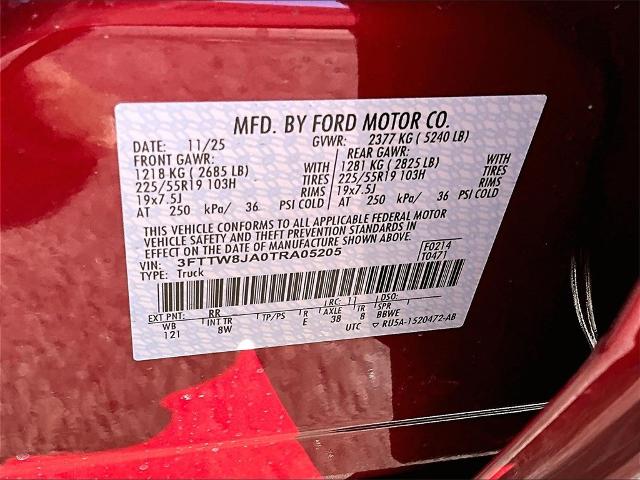 MFD. BY FORD MOTOR CO.
DATE: 11/25 GVWR: 2377 KG ( 5240 LB)
FRONT GAWR: REAR GAWR:
1218 KG ( 2685 LB) WITH 1281 KG ( 2825 LB) WITH
225/55R19 103H TIRES 225/55R19 103H TIRES
19x7.5J RIMS 19x7.5J RIMS
AT 250 kPa/ 36 PSI COLD AT 250 kPa/ 36 PSI COLD
THIS VEHICLE CONFORMS TO ALL APPLICABLE FEDERAL MOTOR
VEHICLE SAFETY AND THEFT PREVENTION STANDARDS IN
EFFECT ON THE DATE OF MANUFACTURE SHOWN ABOVE.
VIN: 3FTTW8JA0TRA05205 F0214
TYPE: Truck T0471
EXT PNT: RR RC: 11 DSO:
WB INT TR TP/PS R AXLE TR SPR
121 8W E 38 8 BBWE
UTC RU5A-1520472-AB